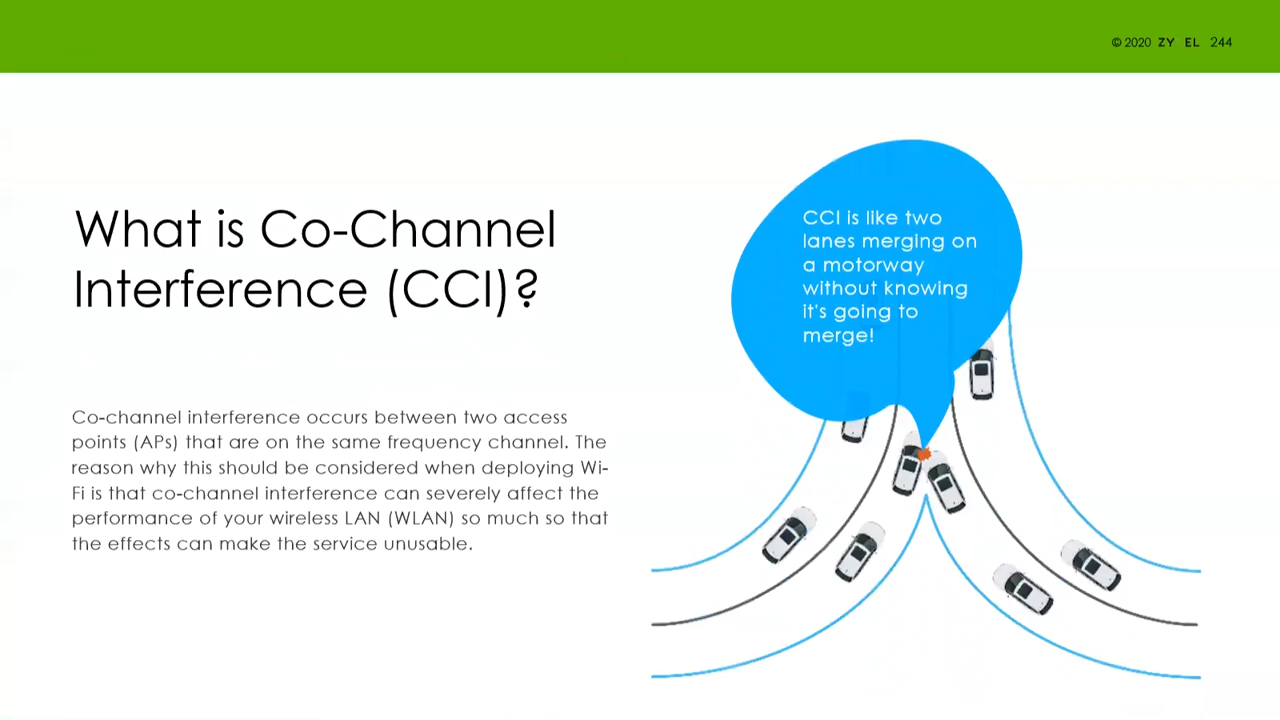 © 2020 ZY EL 244
What is Co-Channel
Interference (CCI)?
CCI is like two
lanes merging on
a motorway
without knowing
it's going to
merge!
Co-channel interference occurs between two access
points (APs) that are on the same frequency channel. The
reason why this should be considered when deploying Wi-
Fi is that co-channel interference can severely affect the
performance of your wireless LAN (WLAN) so much so that
the effects can make the service unusable.